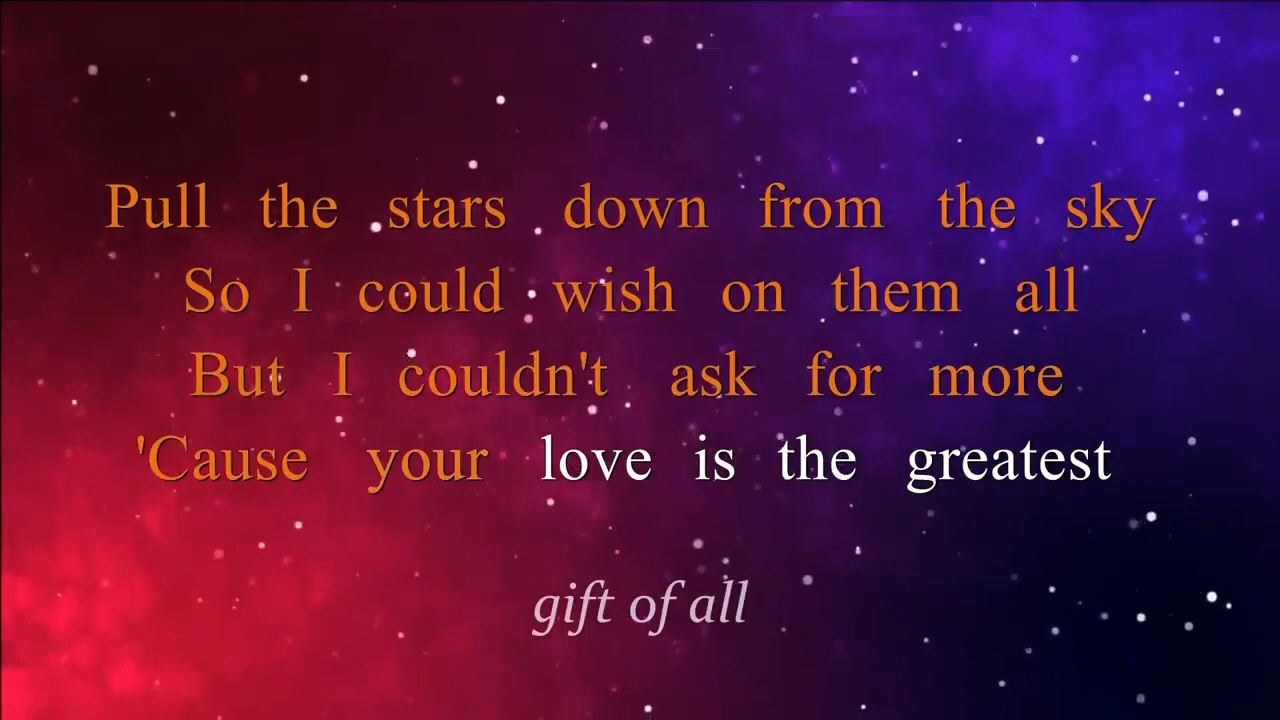 Pull the stars down from the sky
So I could wish on them all
But I couldn't ask for more
'Cause your love is the greatest
gift of all